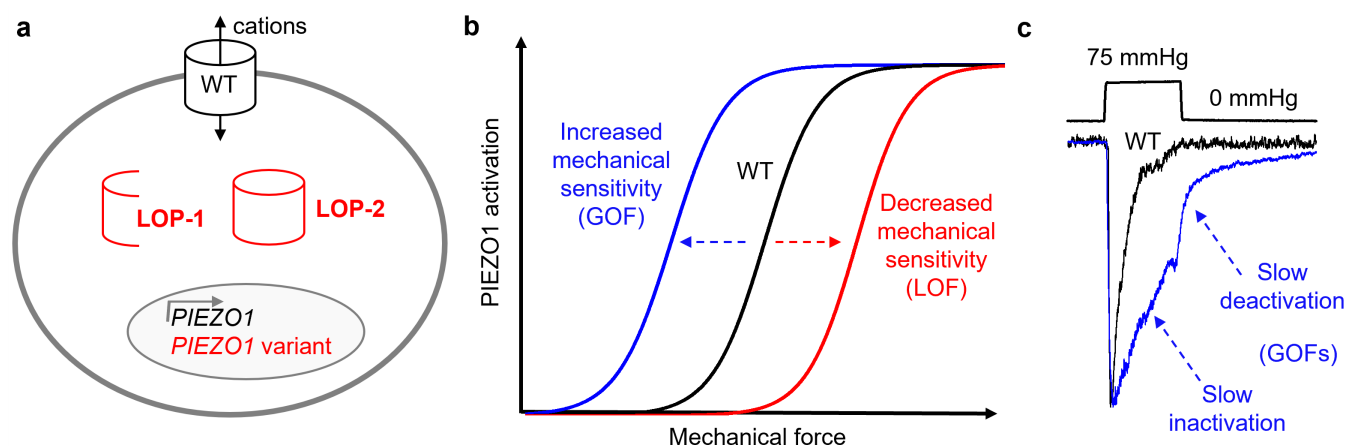 a
cations
WT
LOP-1
LOP-2
PIEZO1
PIEZO1 variant
b
PIEZO1 activation
Increased
mechanical
sensitivity
(GOF)
WT
Decreased
mechanical
sensitivity
(LOF)
Mechanical force
c
75 mmHg
0 mmHg
WT
Slow
deactivation
(GOFs)
Slow
inactivation